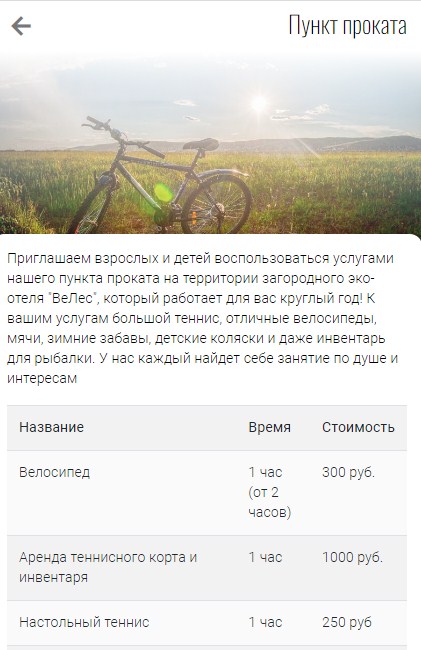 Пункт проката
Приглашаем взрослых и детей воспользоваться услугами
нашего пункта проката на территории загородного эко-
отеля "ВеЛес", который работает для вас круглый год! К
вашим услугам большой теннис, отличные велосипеды,
мячи, зимние забавы, детские коляски и даже инвентарь
для рыбалки. У нас каждый найдет себе занятие по душе и
интересам
Название Время Стоимость
Велосипед 1 час 300 руб.
(от 2
часов)
Аренда теннисного корта и 1 час 1000 руб.
инвентаря
Настольный теннис 1 час 250 руб